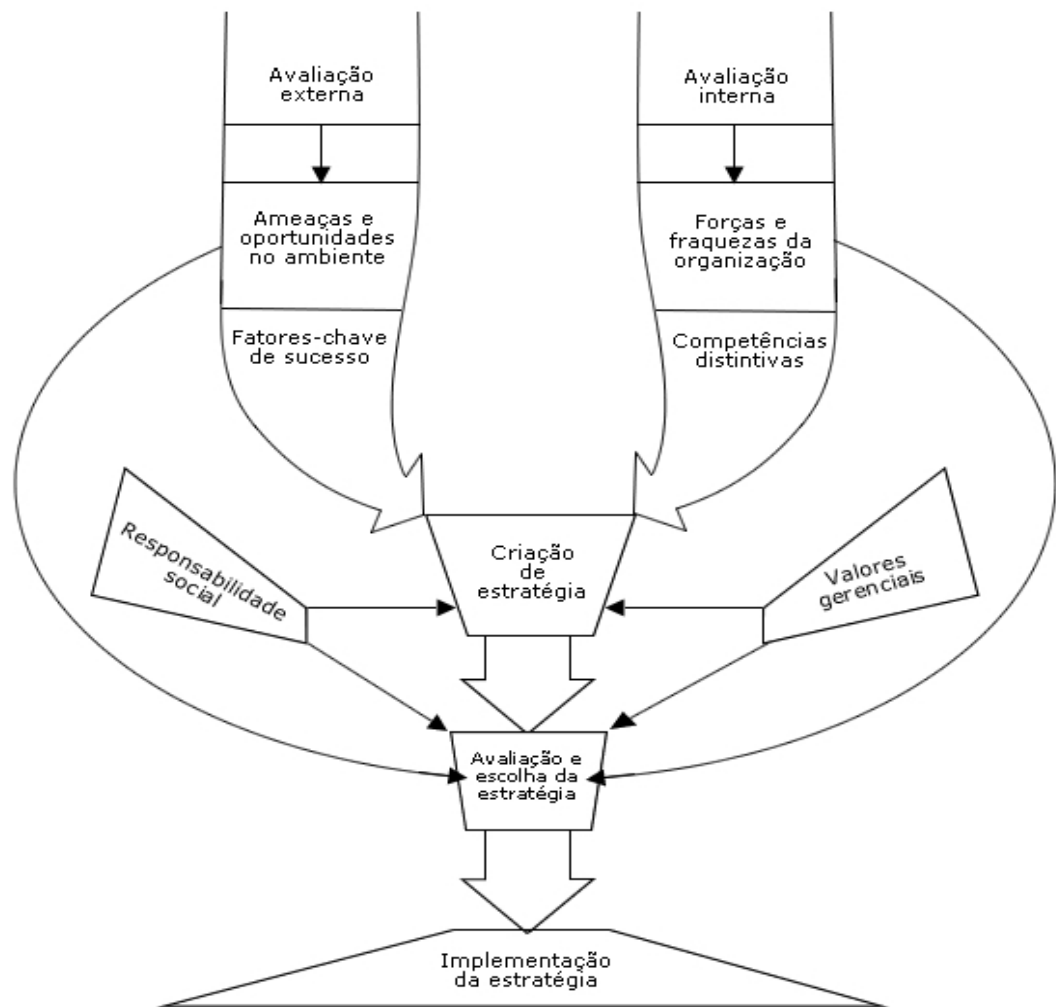 Avaliação
externa
Avaliação
interna
Ameaças e
oportunidades
no ambiente
Forças e
fraquezas da
organização
Fatores-chave
de sucesso
Competências
distintivas
Criação
de
estratégia
Responsabilidade
social
Valores
gerenciais
Avaliação e
escolha da
estratégia
Implementação
da estratégia